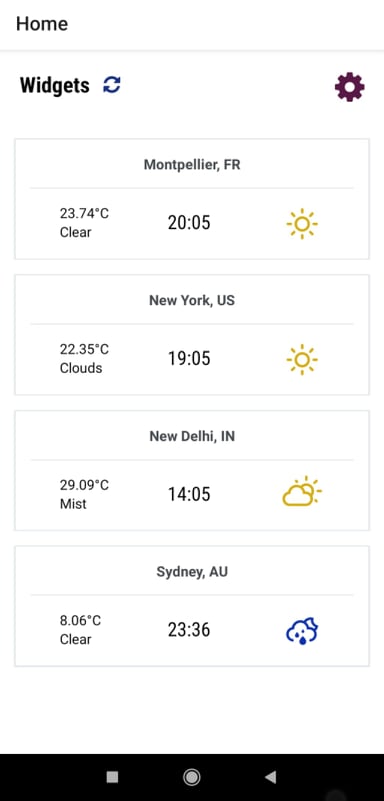 Home
Widgets
Montpellier, FR
23.74°C
Clear
20:05
New York, US
22.35°C
Clouds
19:05
New Delhi, IN
29.09°C
Mist
14:05
Sydney, AU
8.06°C
Clear
23:36